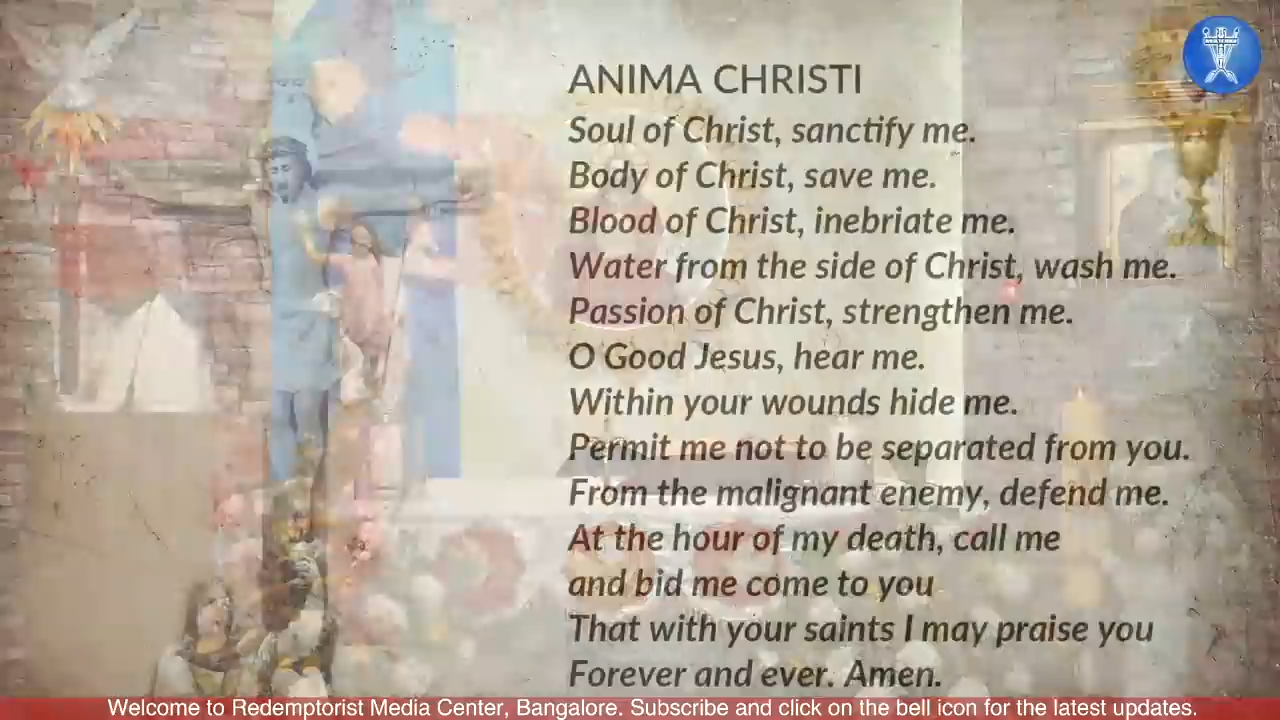 ANIMA CHRISTI
Soul of Christ, sanctify me.
Body of Christ, save me.
Blood of Christ, inebriate me.
Water from the side of Christ, wash me.
Passion of Christ, strengthen me.
O Good Jesus, hear me.
Within your wounds hide me.
Permit me not to be separated from you.
From the malignant enemy, defend me.
At the hour of my death, call me
and bid me come to you
That with your saints I may praise you
Forever and ever. Amen.
Welcome to Redemptorist Media Center, Bangalore. Subscribe and click on the bell icon for the latest updates.